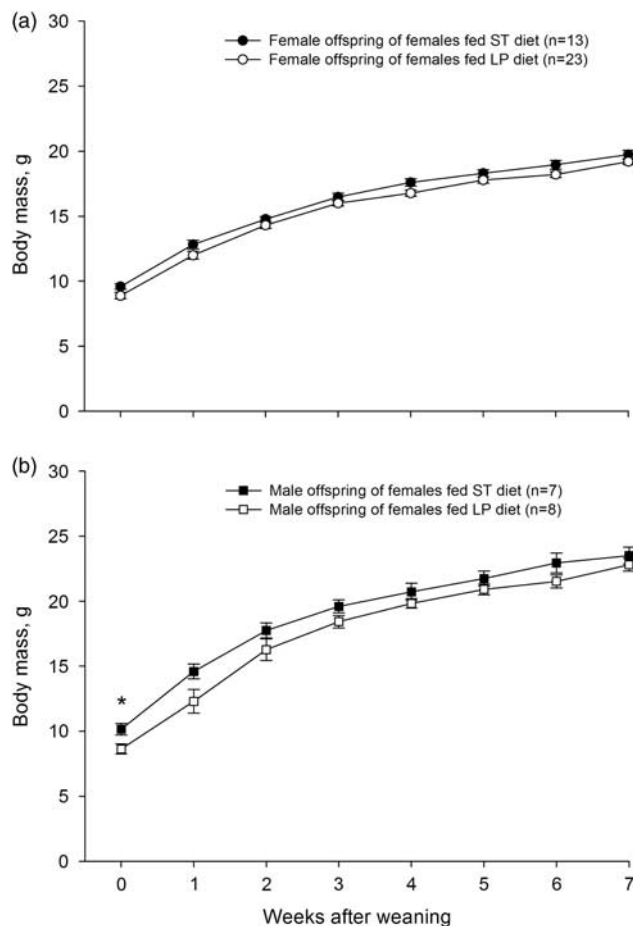 (a)
30
Female offspring of females fed ST diet (n=13)
Female offspring of females fed LP diet (n=23)
25
20
15
10
5
0
Body mass, g
(b)
30
Male offspring of females fed ST diet (n=7)
Male offspring of females fed LP diet (n=8)
25
20
15
*
10
5
0
Body mass, g
0 1 2 3 4 5 6 7
Weeks after weaning